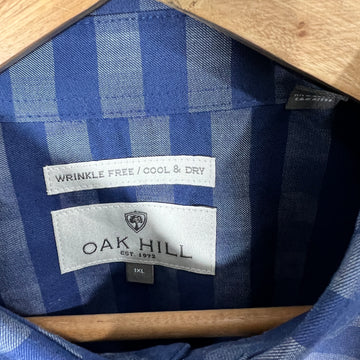 WRINKLE FREE / COOL & DRY
OAK HILL
EST. 1972
1XL